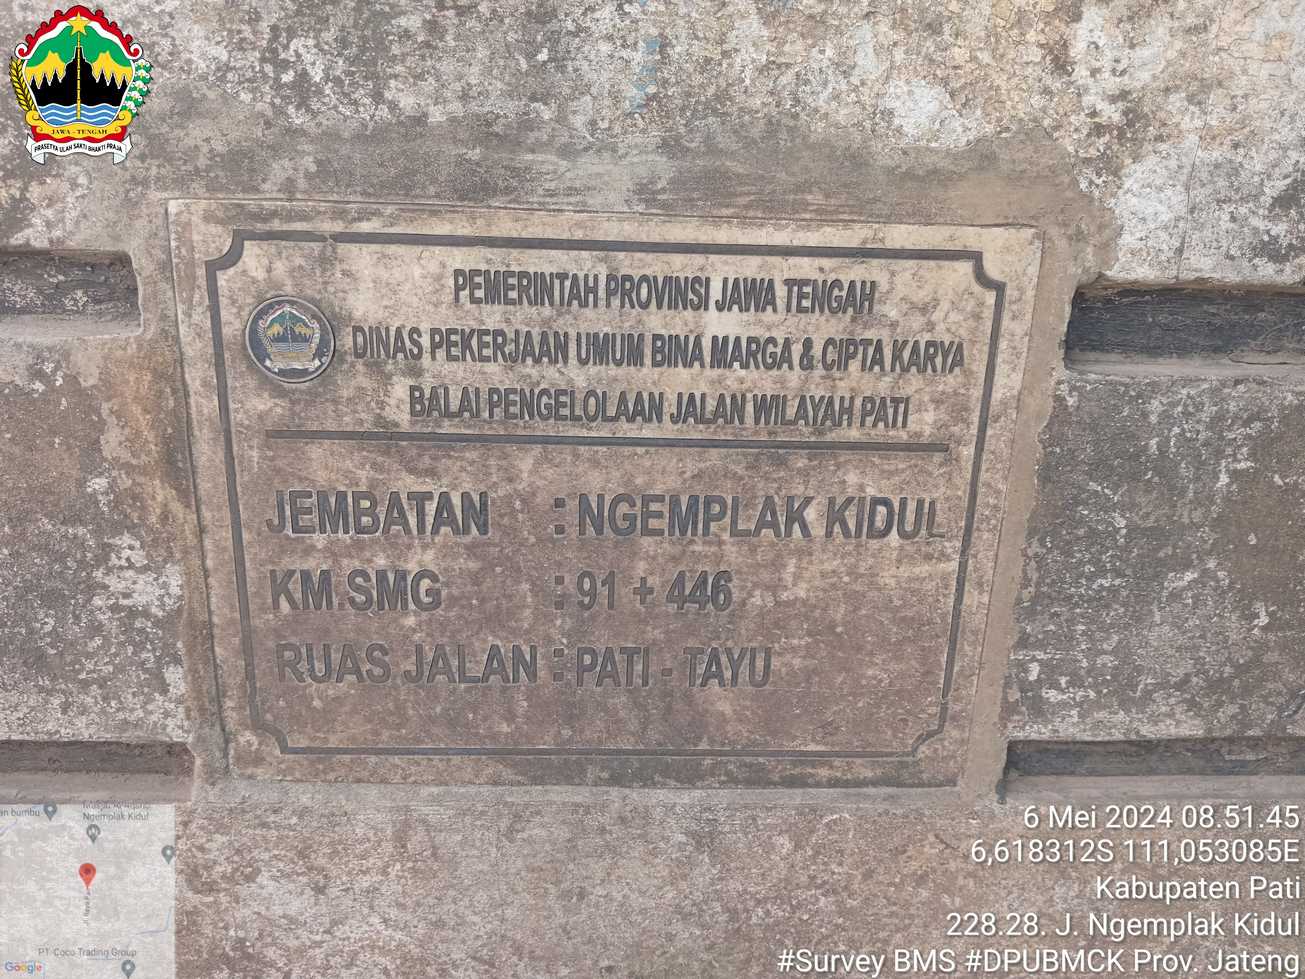 JAWA - TENGAH
PRASETYA ULAH SAKTI BHAKTI PRAJA
PEMERINTAH PROVINSI JAWA TENGAH
DINAS PEKERJAAN UMUM BINA MARGA & CIPTA KARYA
BALAI PENGELOLAAN JALAN WILAYAH PATI
JEMBATAN : NGEMPLAK KIDUL
KM.SMG : 91 + 446
RUAS JALAN : PATI - TAYU
Ngemplak Kidul
PT. Coco Trading Group
Google
6 Mei 2024 08.51.45
6,618312S 111,053085E
Kabupaten Pati
228.28. J. Ngemplak Kidul
#Survey BMS #DPUBMCK Prov. Jateng